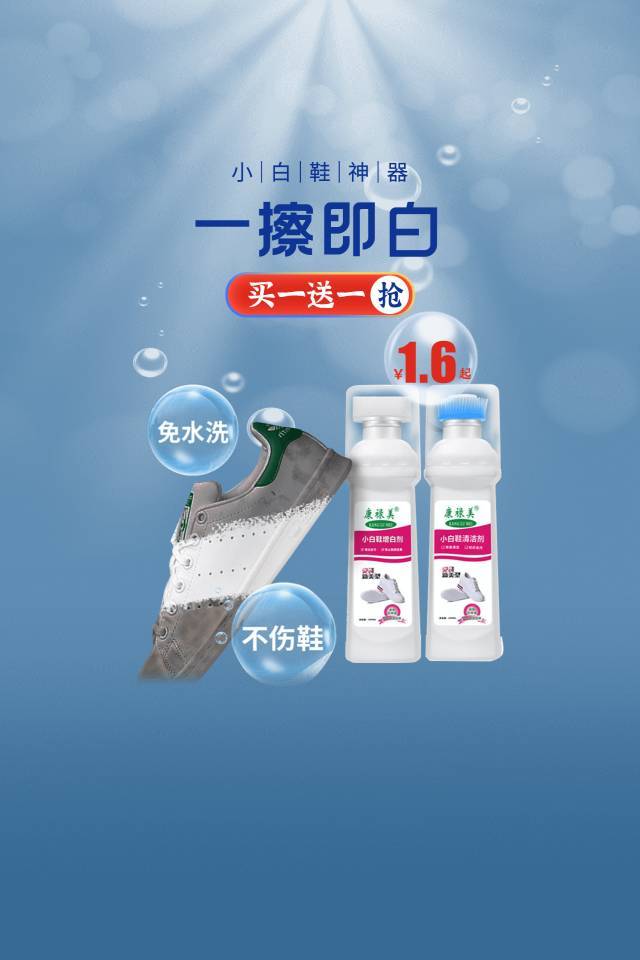 小白鞋神器
一擦即白
买一送一 抢
¥1.6起
免水洗
不伤鞋
康禄美
小白鞋增白剂
康禄美
小白鞋清洁剂